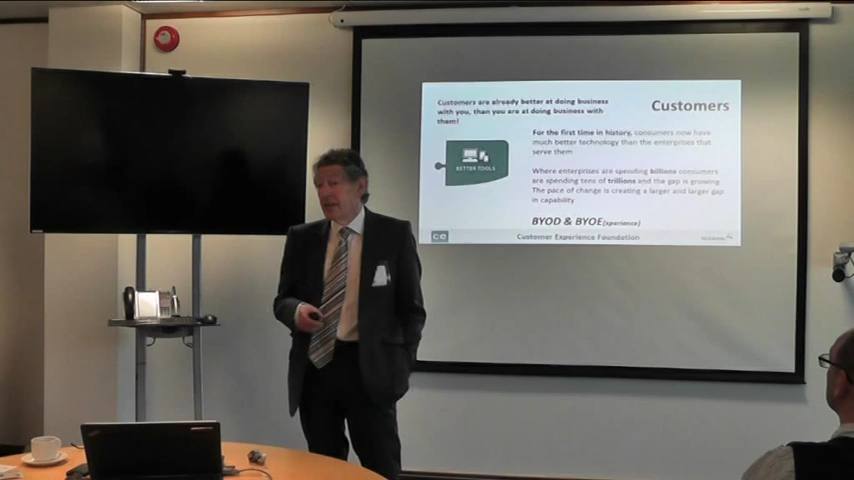 Customers are already better at doing business
with you, than you are at doing business with
them!
Customers
For the first time in history, consumers now have
much better technology than the enterprises that
serve them
BETTER TOOLS
Where enterprises are spending billions consumers
are spending tens of trillions and the gap is growing.
The pace of change is creating a larger and larger gap
in capability
BYOD & BYOE(xperience)
ce
Customer Experience Foundation